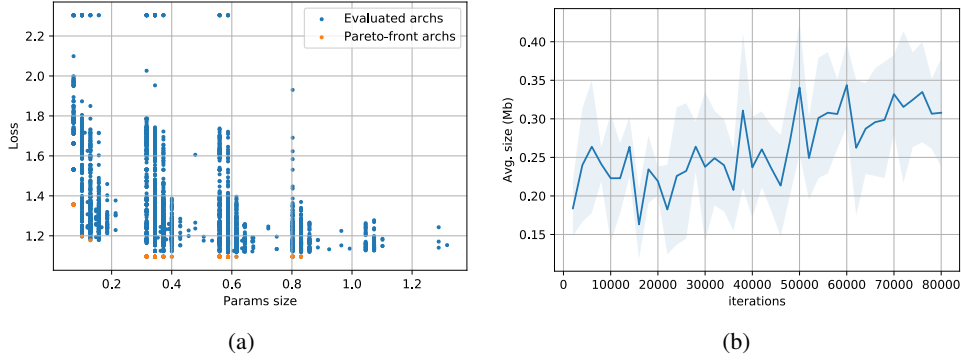 Evaluated archs
Pareto-front archs
2.2
2.0
1.8
1.6
1.4
1.2
Loss
0.2 0.4 0.6 0.8 1.0 1.2
Params size
(a)
0.40
0.35
0.30
0.25
0.20
0.15
Avg. size (Mb)
0 10000 20000 30000 40000 50000 60000 70000 80000
iterations
(b)